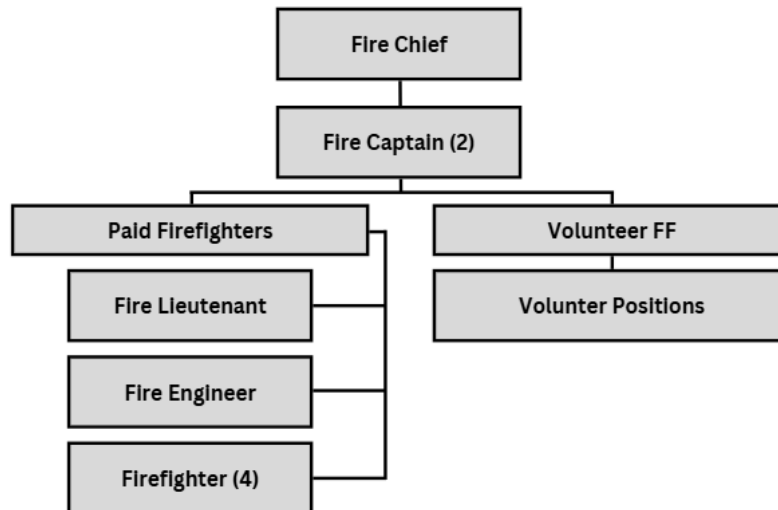 Fire Chief
Fire Captain (2)
Paid Firefighters
Volunteer FF
Fire Lieutenant
Volunter Positions
Fire Engineer
Firefighter (4)